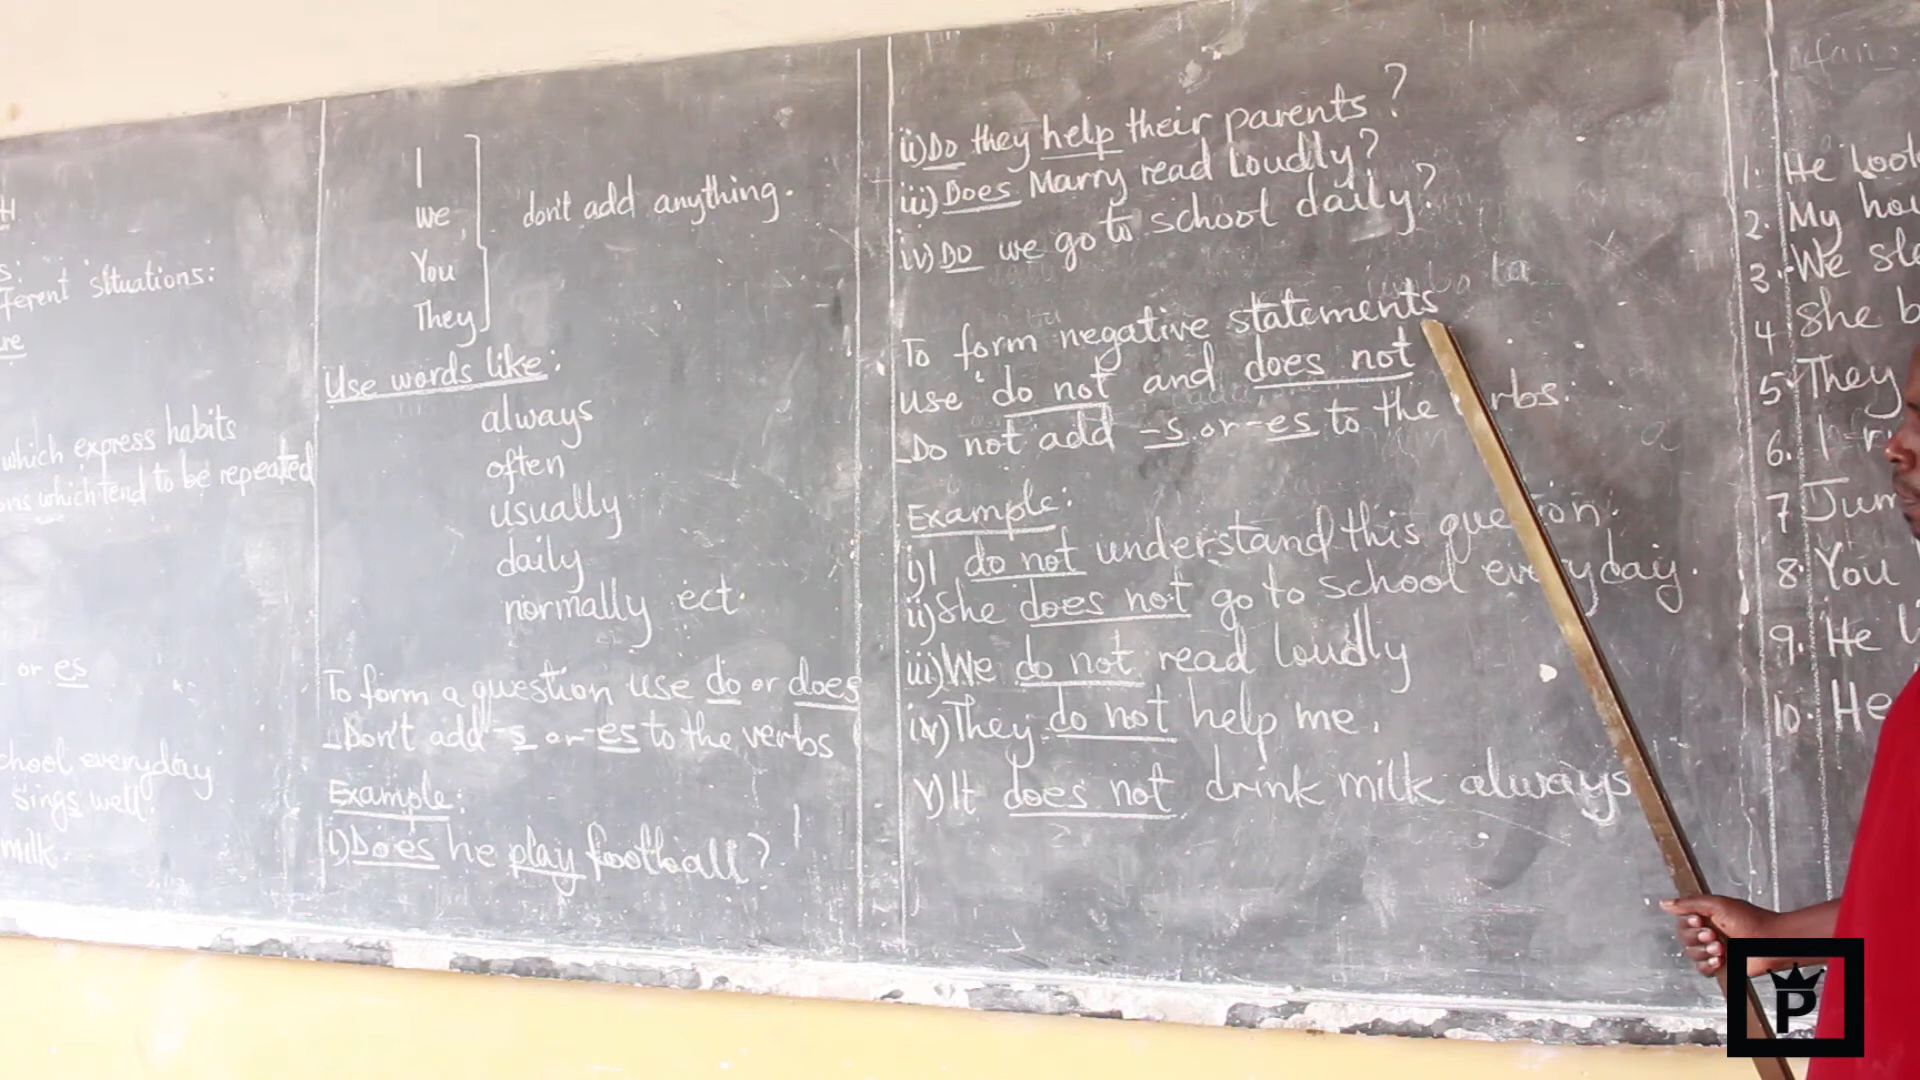 s:
ferent situations:
re
which express habits
ons which tend to be repeated
or es
chool everyday
sings well.
milk
I
we
You
They
don't add anything.
Use words like:
always
often
usually
daily
normally ect.
To form a question use do or does
-Don't add -s or -es to the verbs
Example:
i) Does he play football?
ii) Do they help their parents?
iii) Does Marry read loudly?
iv) Do we go to school daily?
To form negative statements
use 'do not and does not
-Do not add -s or -es to the rbs.
Example:
i) I do not understand this question.
ii) She does not go to school everyday.
iii) We do not read loudly
iv) They do not help me.
v) It does not drink milk always
1. He look
2. My hou
3. We sle
4 She b
5 They
6. I
7 Jum
8. You
9. He
10. He
P